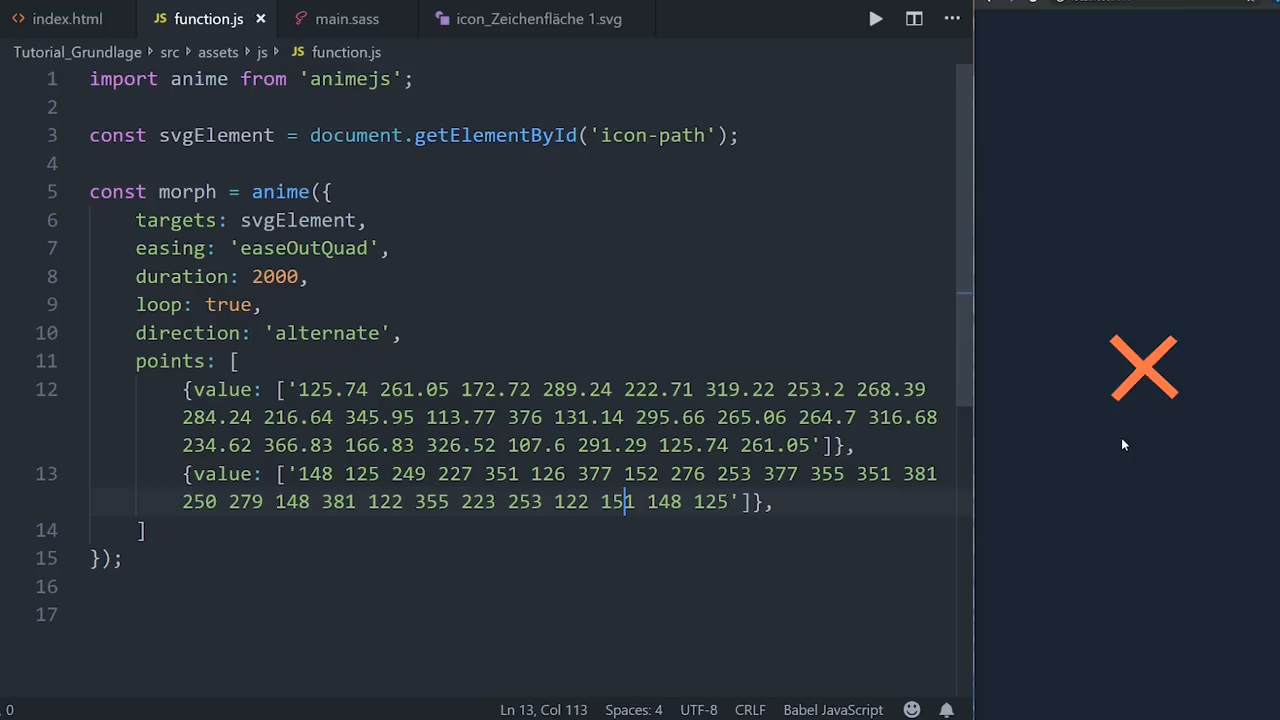 index.html
JS function.js ×
main.sass
icon_Zeichenfläche 1.svg
Tutorial_Grundlage > src > assets > js > JS function.js
1 import anime from 'animejs';
2
3 const svgElement = document.getElementById('icon-path');
4
5 const morph = anime({
6 targets: svgElement,
7 easing: 'easeOutQuad',
8 duration: 2000,
9 loop: true,
10 direction: 'alternate',
11 points: [
12 {value: ['125.74 261.05 172.72 289.24 222.71 319.22 253.2 268.39
284.24 216.64 345.95 113.77 376 131.14 295.66 265.06 264.7 316.68
234.62 366.83 166.83 326.52 107.6 291.29 125.74 261.05']},
13 {value: ['148 125 249 227 351 126 377 152 276 253 377 355 351 381
250 279 148 381 122 355 223 253 122 151 148 125']},
14 ]
15 });
16
17
0
Ln 13, Col 113
Spaces: 4
UTF-8
CRLF
Babel JavaScript